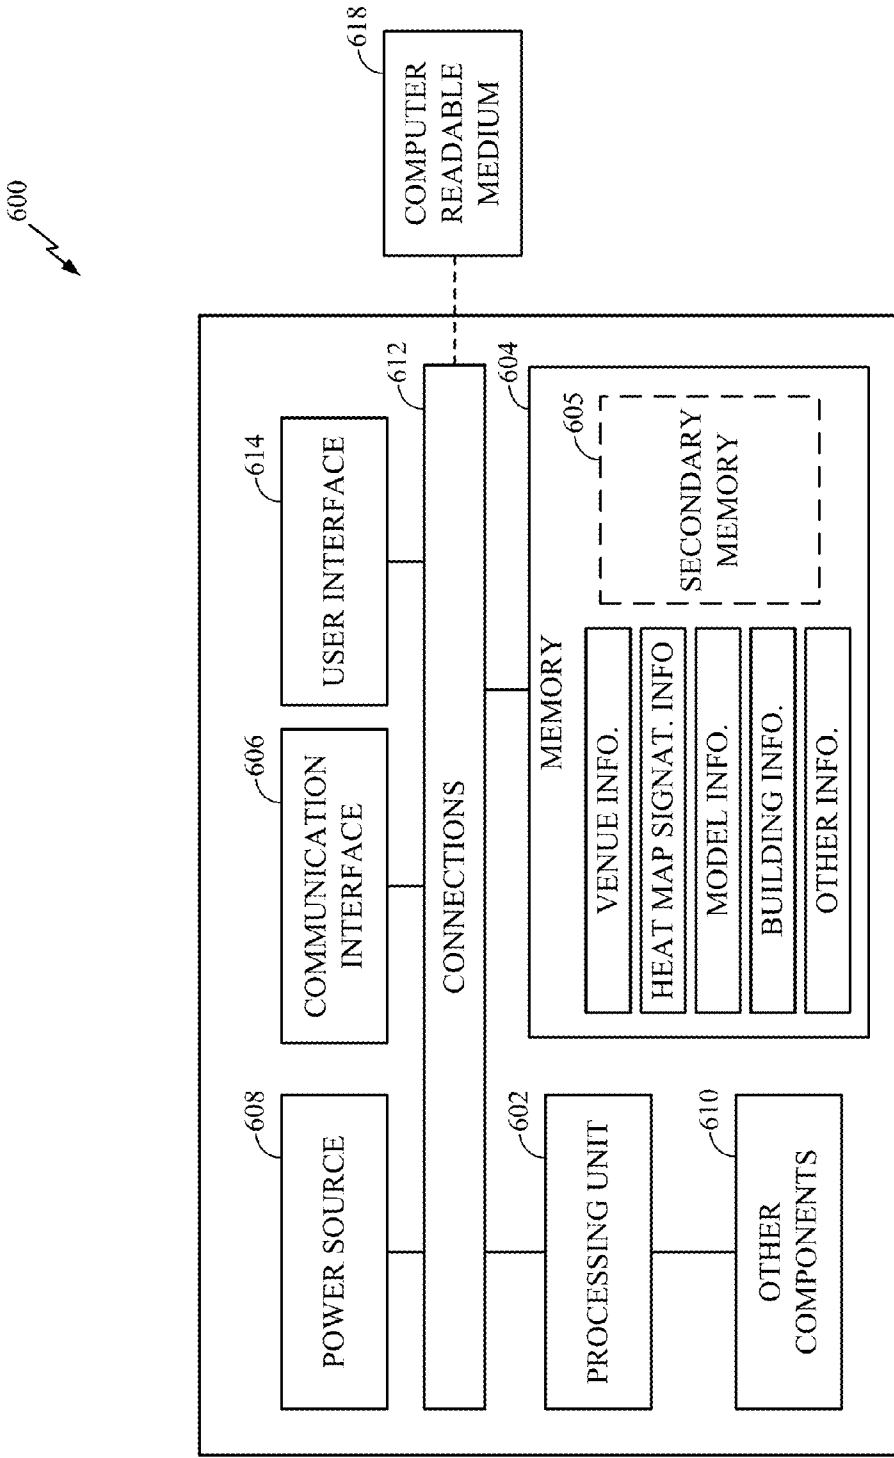 600
618
COMPUTER
READABLE
MEDIUM
608
POWER SOURCE
606
COMMUNICATION
INTERFACE
614
USER INTERFACE
612
CONNECTIONS
602
PROCESSING UNIT
610
OTHER
COMPONENTS
604
MEMORY
VENUE INFO.
HEAT MAP SIGNAT. INFO
MODEL INFO.
BUILDING INFO.
OTHER INFO.
605
SECONDARY
MEMORY